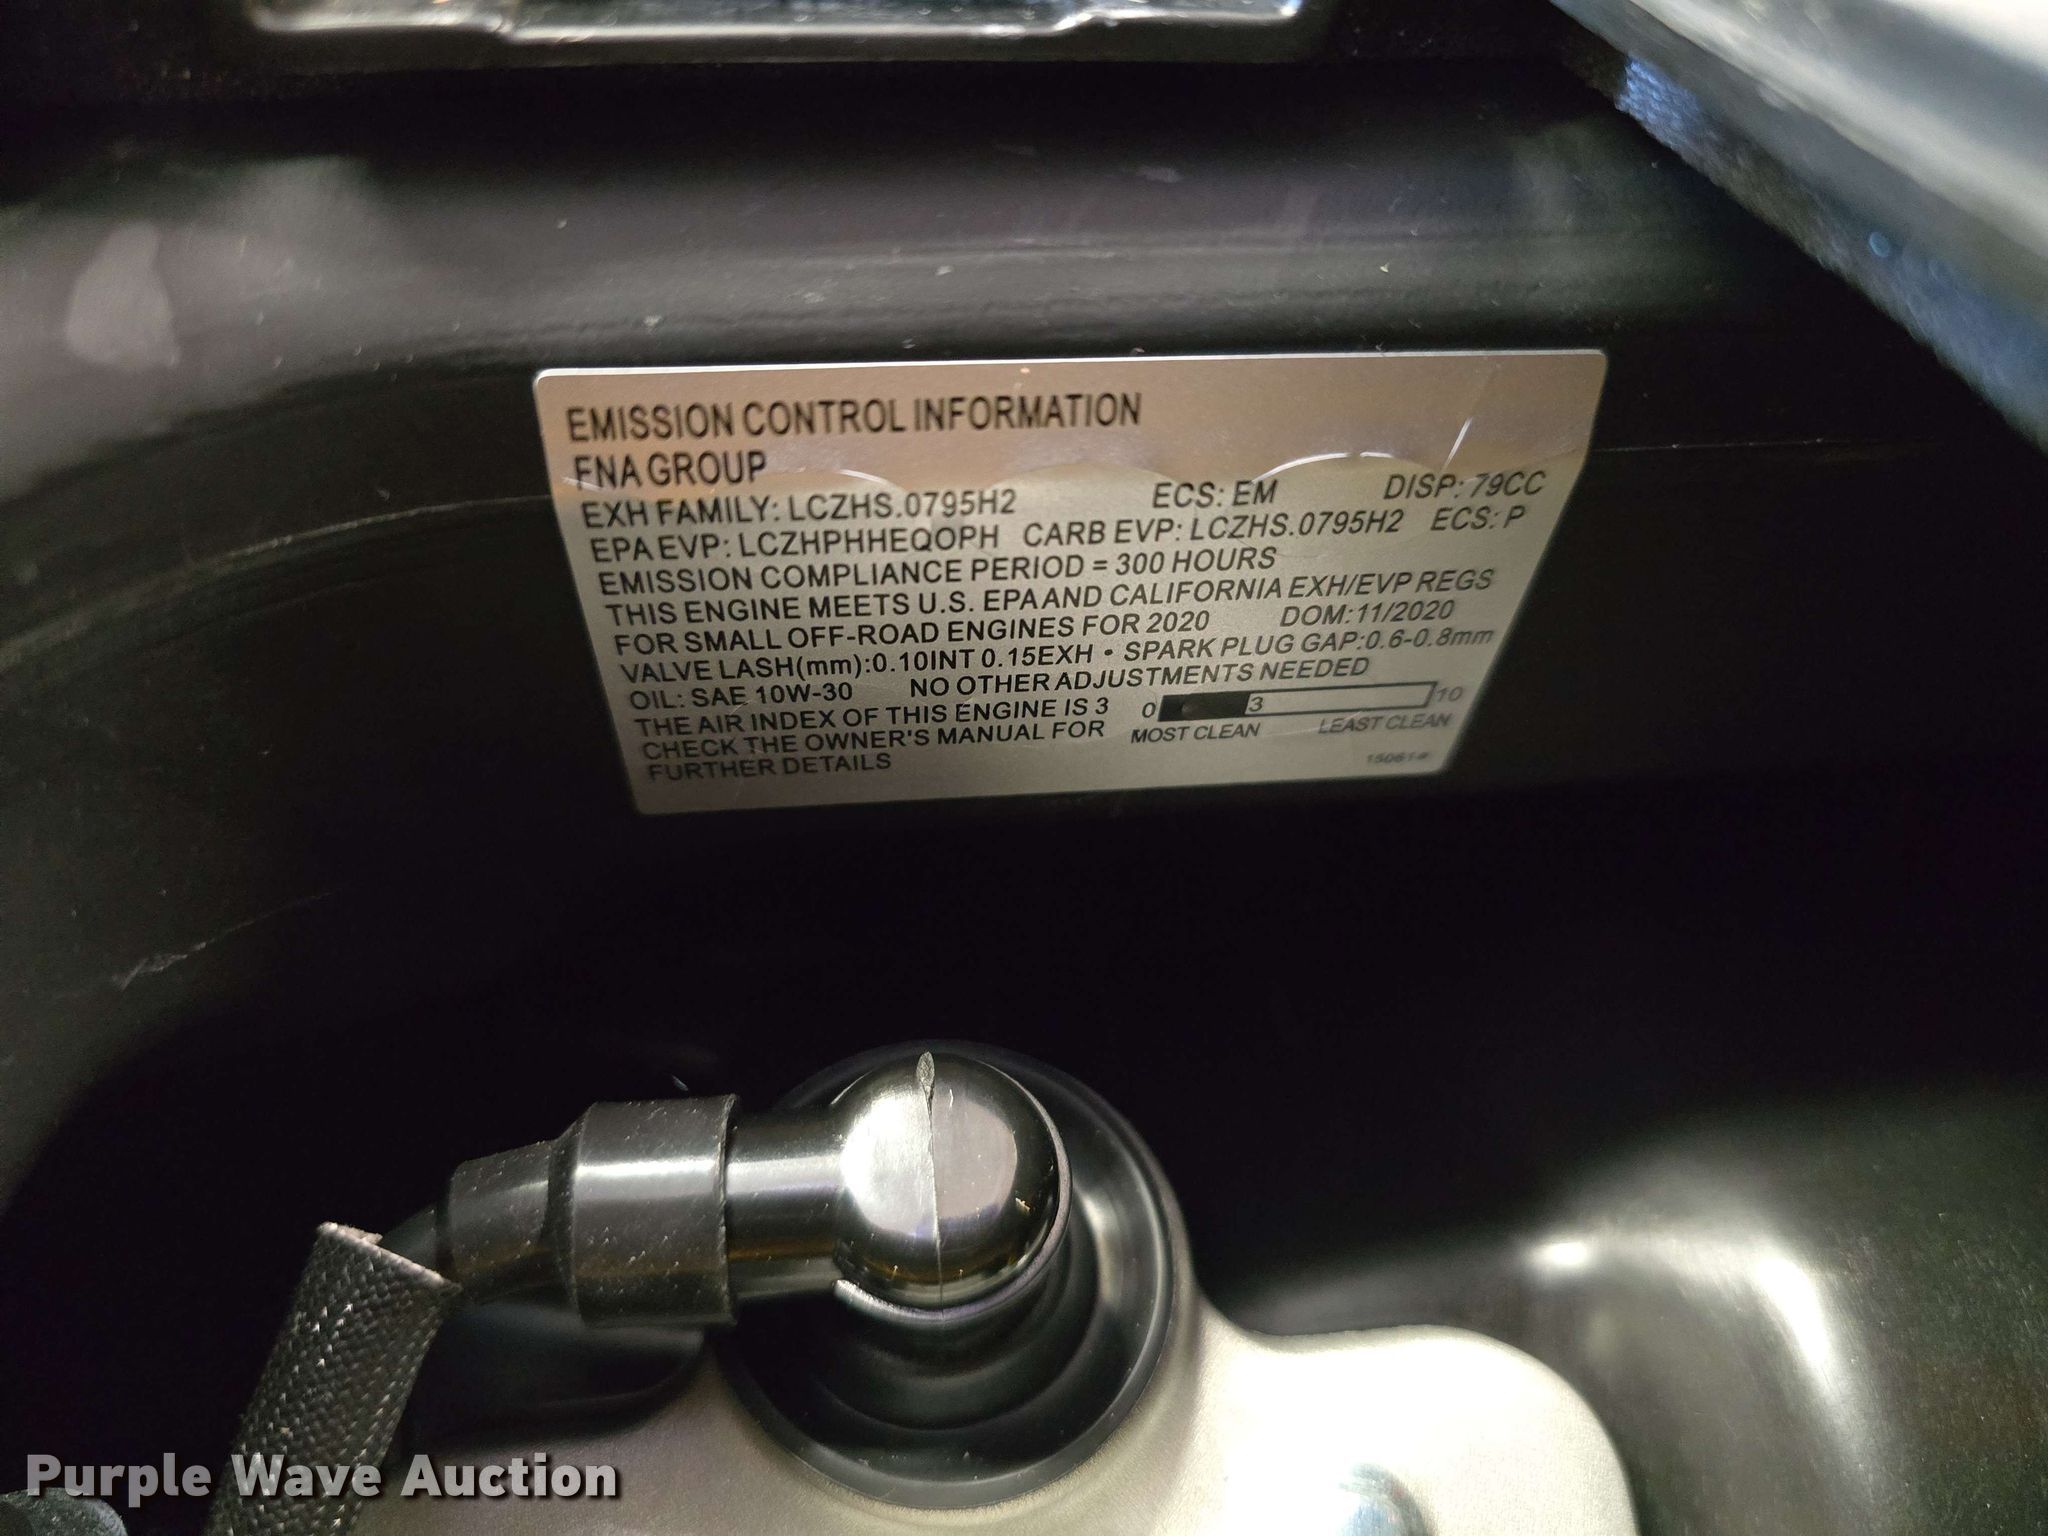 EMISSION CONTROL INFORMATION
FNA GROUP
EXH FAMILY: LCZHS.0795H2 ECS: EM DISP: 79CC
EPA EVP: LCZHPHHEQOPH CARB EVP: LCZHS.0795H2 ECS: P
EMISSION COMPLIANCE PERIOD = 300 HOURS
THIS ENGINE MEETS U.S. EPA AND CALIFORNIA EXH/EVP REGS
FOR SMALL OFF-ROAD ENGINES FOR 2020 DOM: 11/2020
VALVE LASH(mm):0.10INT 0.15EXH • SPARK PLUG GAP:0.6-0.8mm
OIL: SAE 10W-30 NO OTHER ADJUSTMENTS NEEDED
THE AIR INDEX OF THIS ENGINE IS 3 0 3 10
CHECK THE OWNER'S MANUAL FOR MOST CLEAN LEAST CLEAN
FURTHER DETAILS
Purple Wave Auction